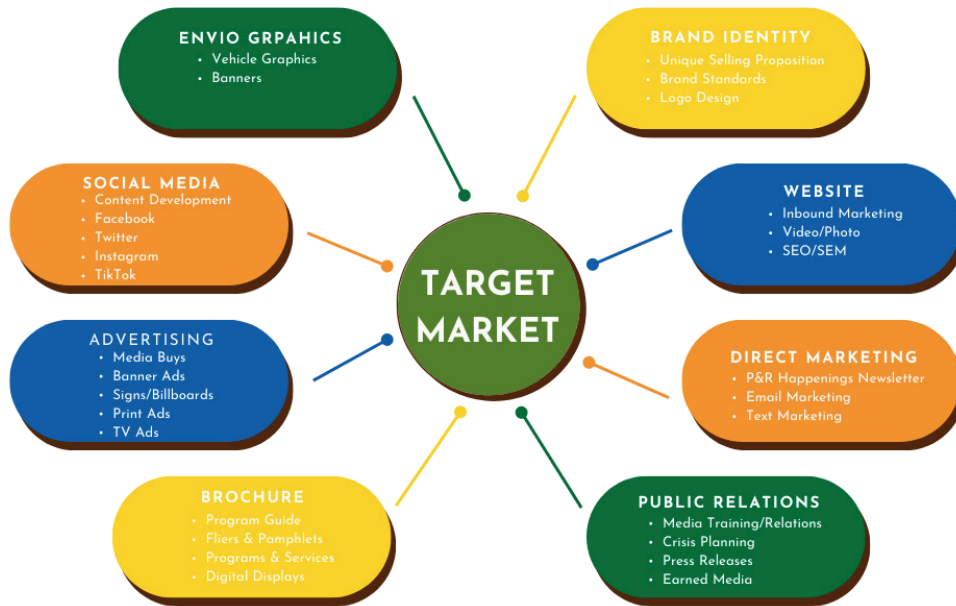 ENVIO GRPAHICS
• Vehicle Graphics
• Banners
BRAND IDENTITY
• Unique Selling Proposition
• Brand Standards
• Logo Design
SOCIAL MEDIA
• Content Development
• Facebook
• Twitter
• Instagram
• TikTok
WEBSITE
• Inbound Marketing
• Video/Photo
• SEO/SEM
TARGET
MARKET
ADVERTISING
• Media Buys
• Banner Ads
• Signs/Billboards
• Print Ads
• TV Ads
DIRECT MARKETING
• P&R Happenings Newsletter
• Email Marketing
• Text Marketing
BROCHURE
• Program Guide
• Fliers & Pamphlets
• Programs & Services
• Digital Displays
PUBLIC RELATIONS
• Media Training/Relations
• Crisis Planning
• Press Releases
• Earned Media